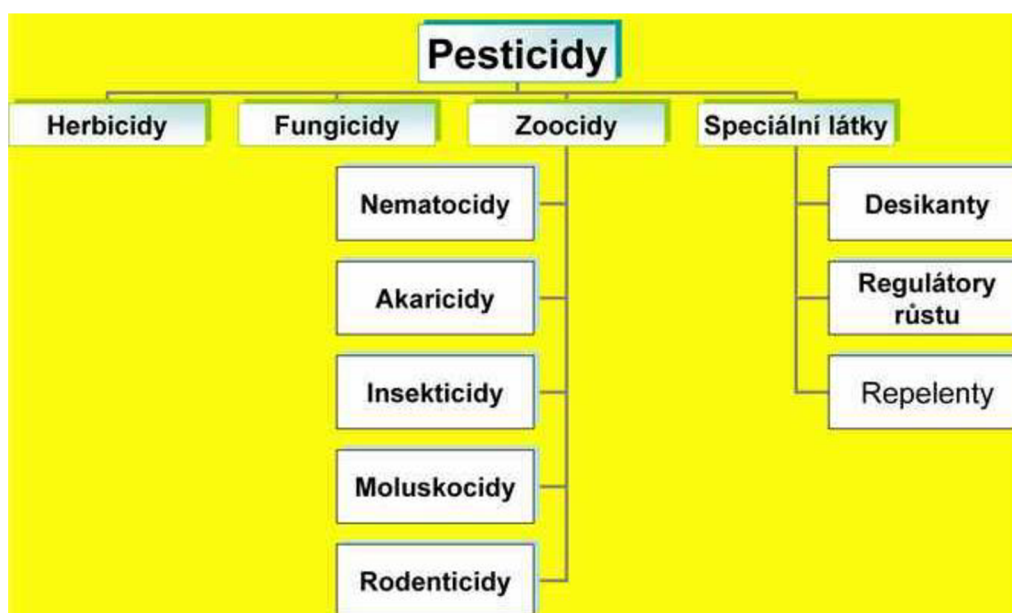 Pesticidy
Herbicidy
Fungicidy
Zoocidy
Speciální látky
Nematocidy
Akaricidy
Insekticidy
Moluskocidy
Rodenticidy
Desikanty
Regulátory
růstu
Repelenty